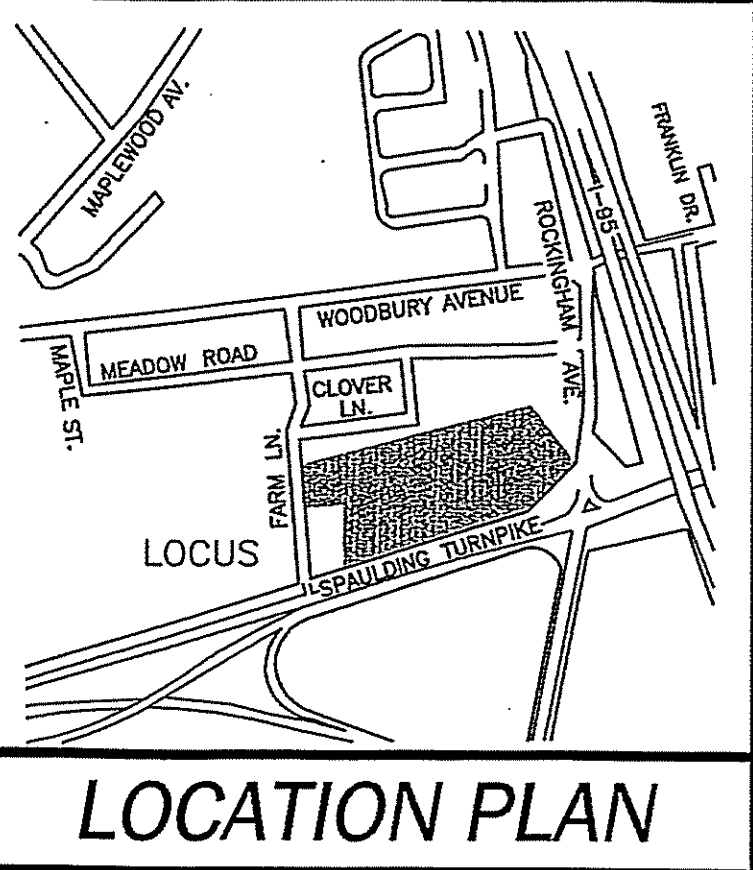 MAPLEWOOD AV.
FRANKLIN DR.
I-95
ROCKINGHAM AVE.
WOODBURY AVENUE
MAPLE ST.
MEADOW ROAD
CLOVER
LN.
FARM LN.
LOCUS
SPAULDING TURNPIKE
LOCATION PLAN